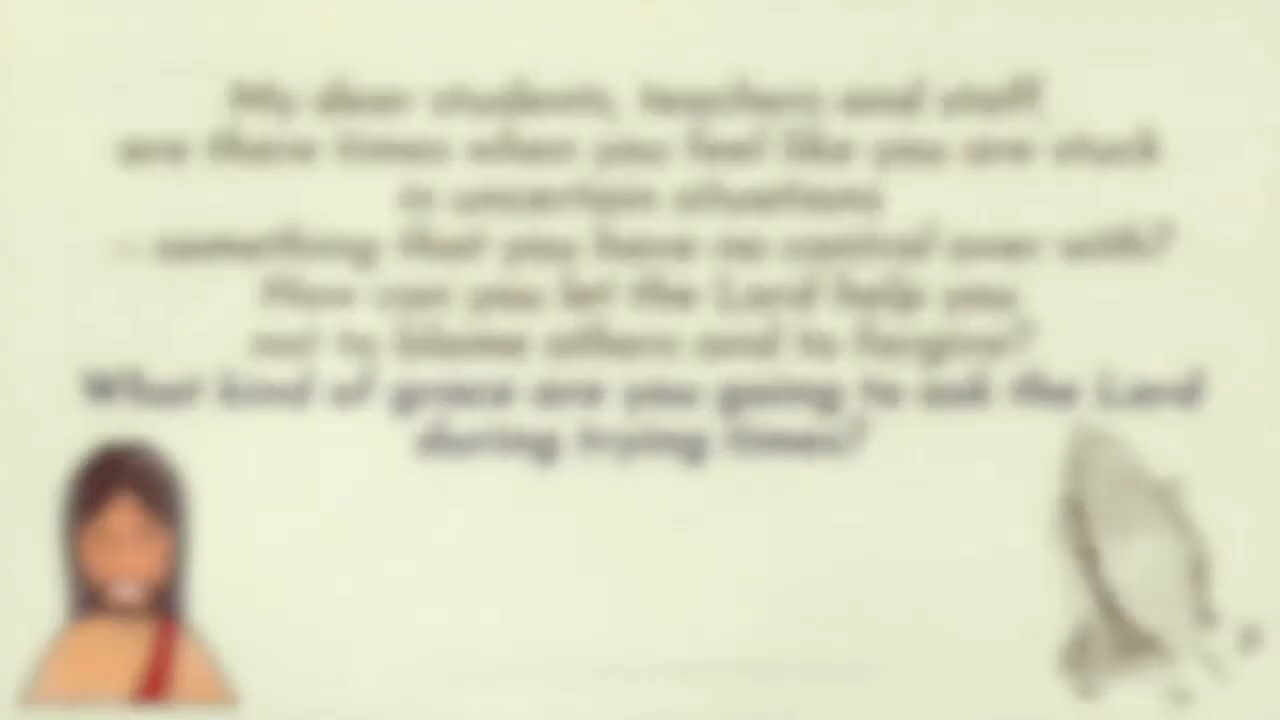 My dear students, teachers and staff,
are there times when you feel like you are stuck
in uncertain situations
- something that you have no control over with?
How can you let the Lord help you
not to blame others and to forgive?
What kind of grace are you going to ask the Lord
during trying times?